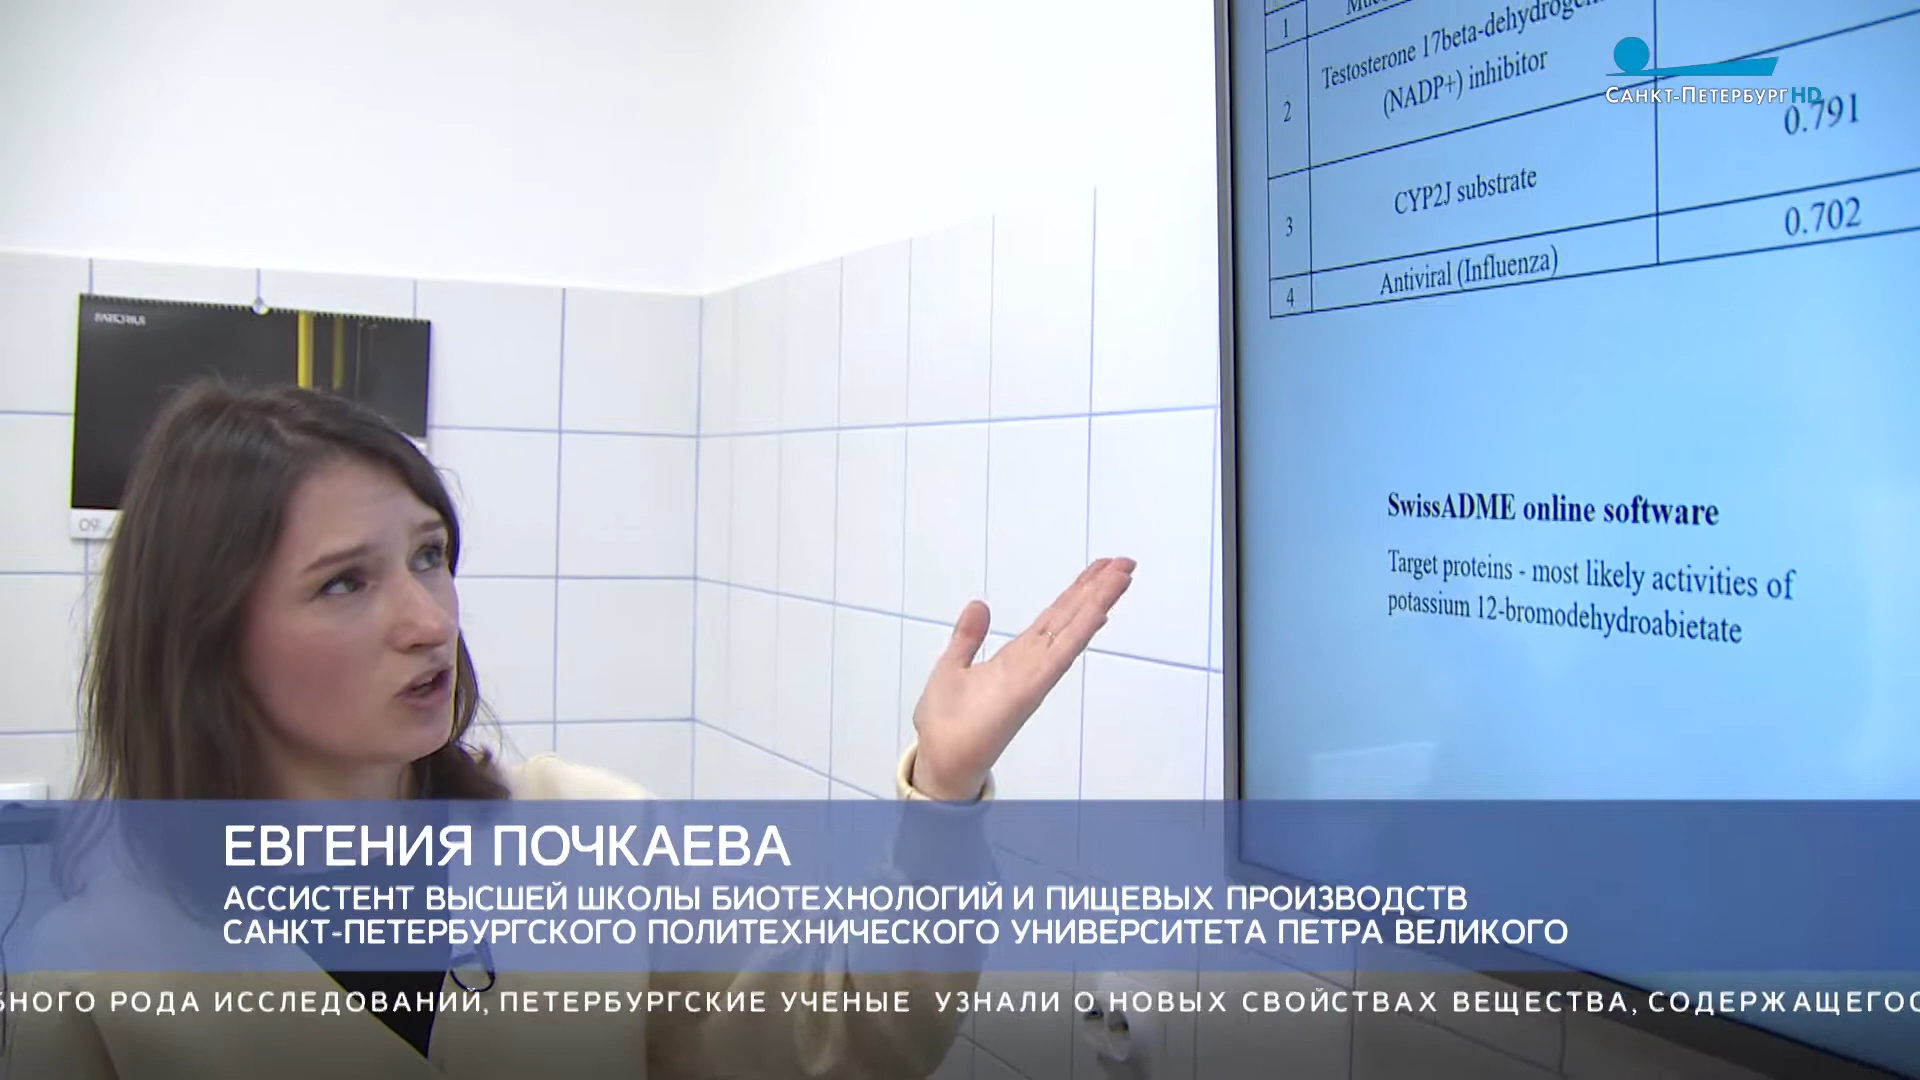 1
Testosterone 17beta-dehydrogen
(NADP+) inhibitor
2
0.791
CYP2J substrate
3
0.702
Antiviral (Influenza)
4
САНКТ-ПЕТЕРБУРГ HD
SwissADME online software
Target proteins - most likely activities of
potassium 12-bromodehydroabietate
09
ЕВГЕНИЯ ПОЧКАЕВА
АССИСТЕНТ ВЫСШЕЙ ШКОЛЫ БИОТЕХНОЛОГИЙ И ПИЩЕВЫХ ПРОИЗВОДСТВ
САНКТ-ПЕТЕРБУРГСКОГО ПОЛИТЕХНИЧЕСКОГО УНИВЕРСИТЕТА ПЕТРА ВЕЛИКОГО
ЬНОГО РОДА ИССЛЕДОВАНИЙ, ПЕТЕРБУРГСКИЕ УЧЕНЫЕ УЗНАЛИ О НОВЫХ СВОЙСТВАХ ВЕЩЕСТВА, СОДЕРЖАЩЕГОС